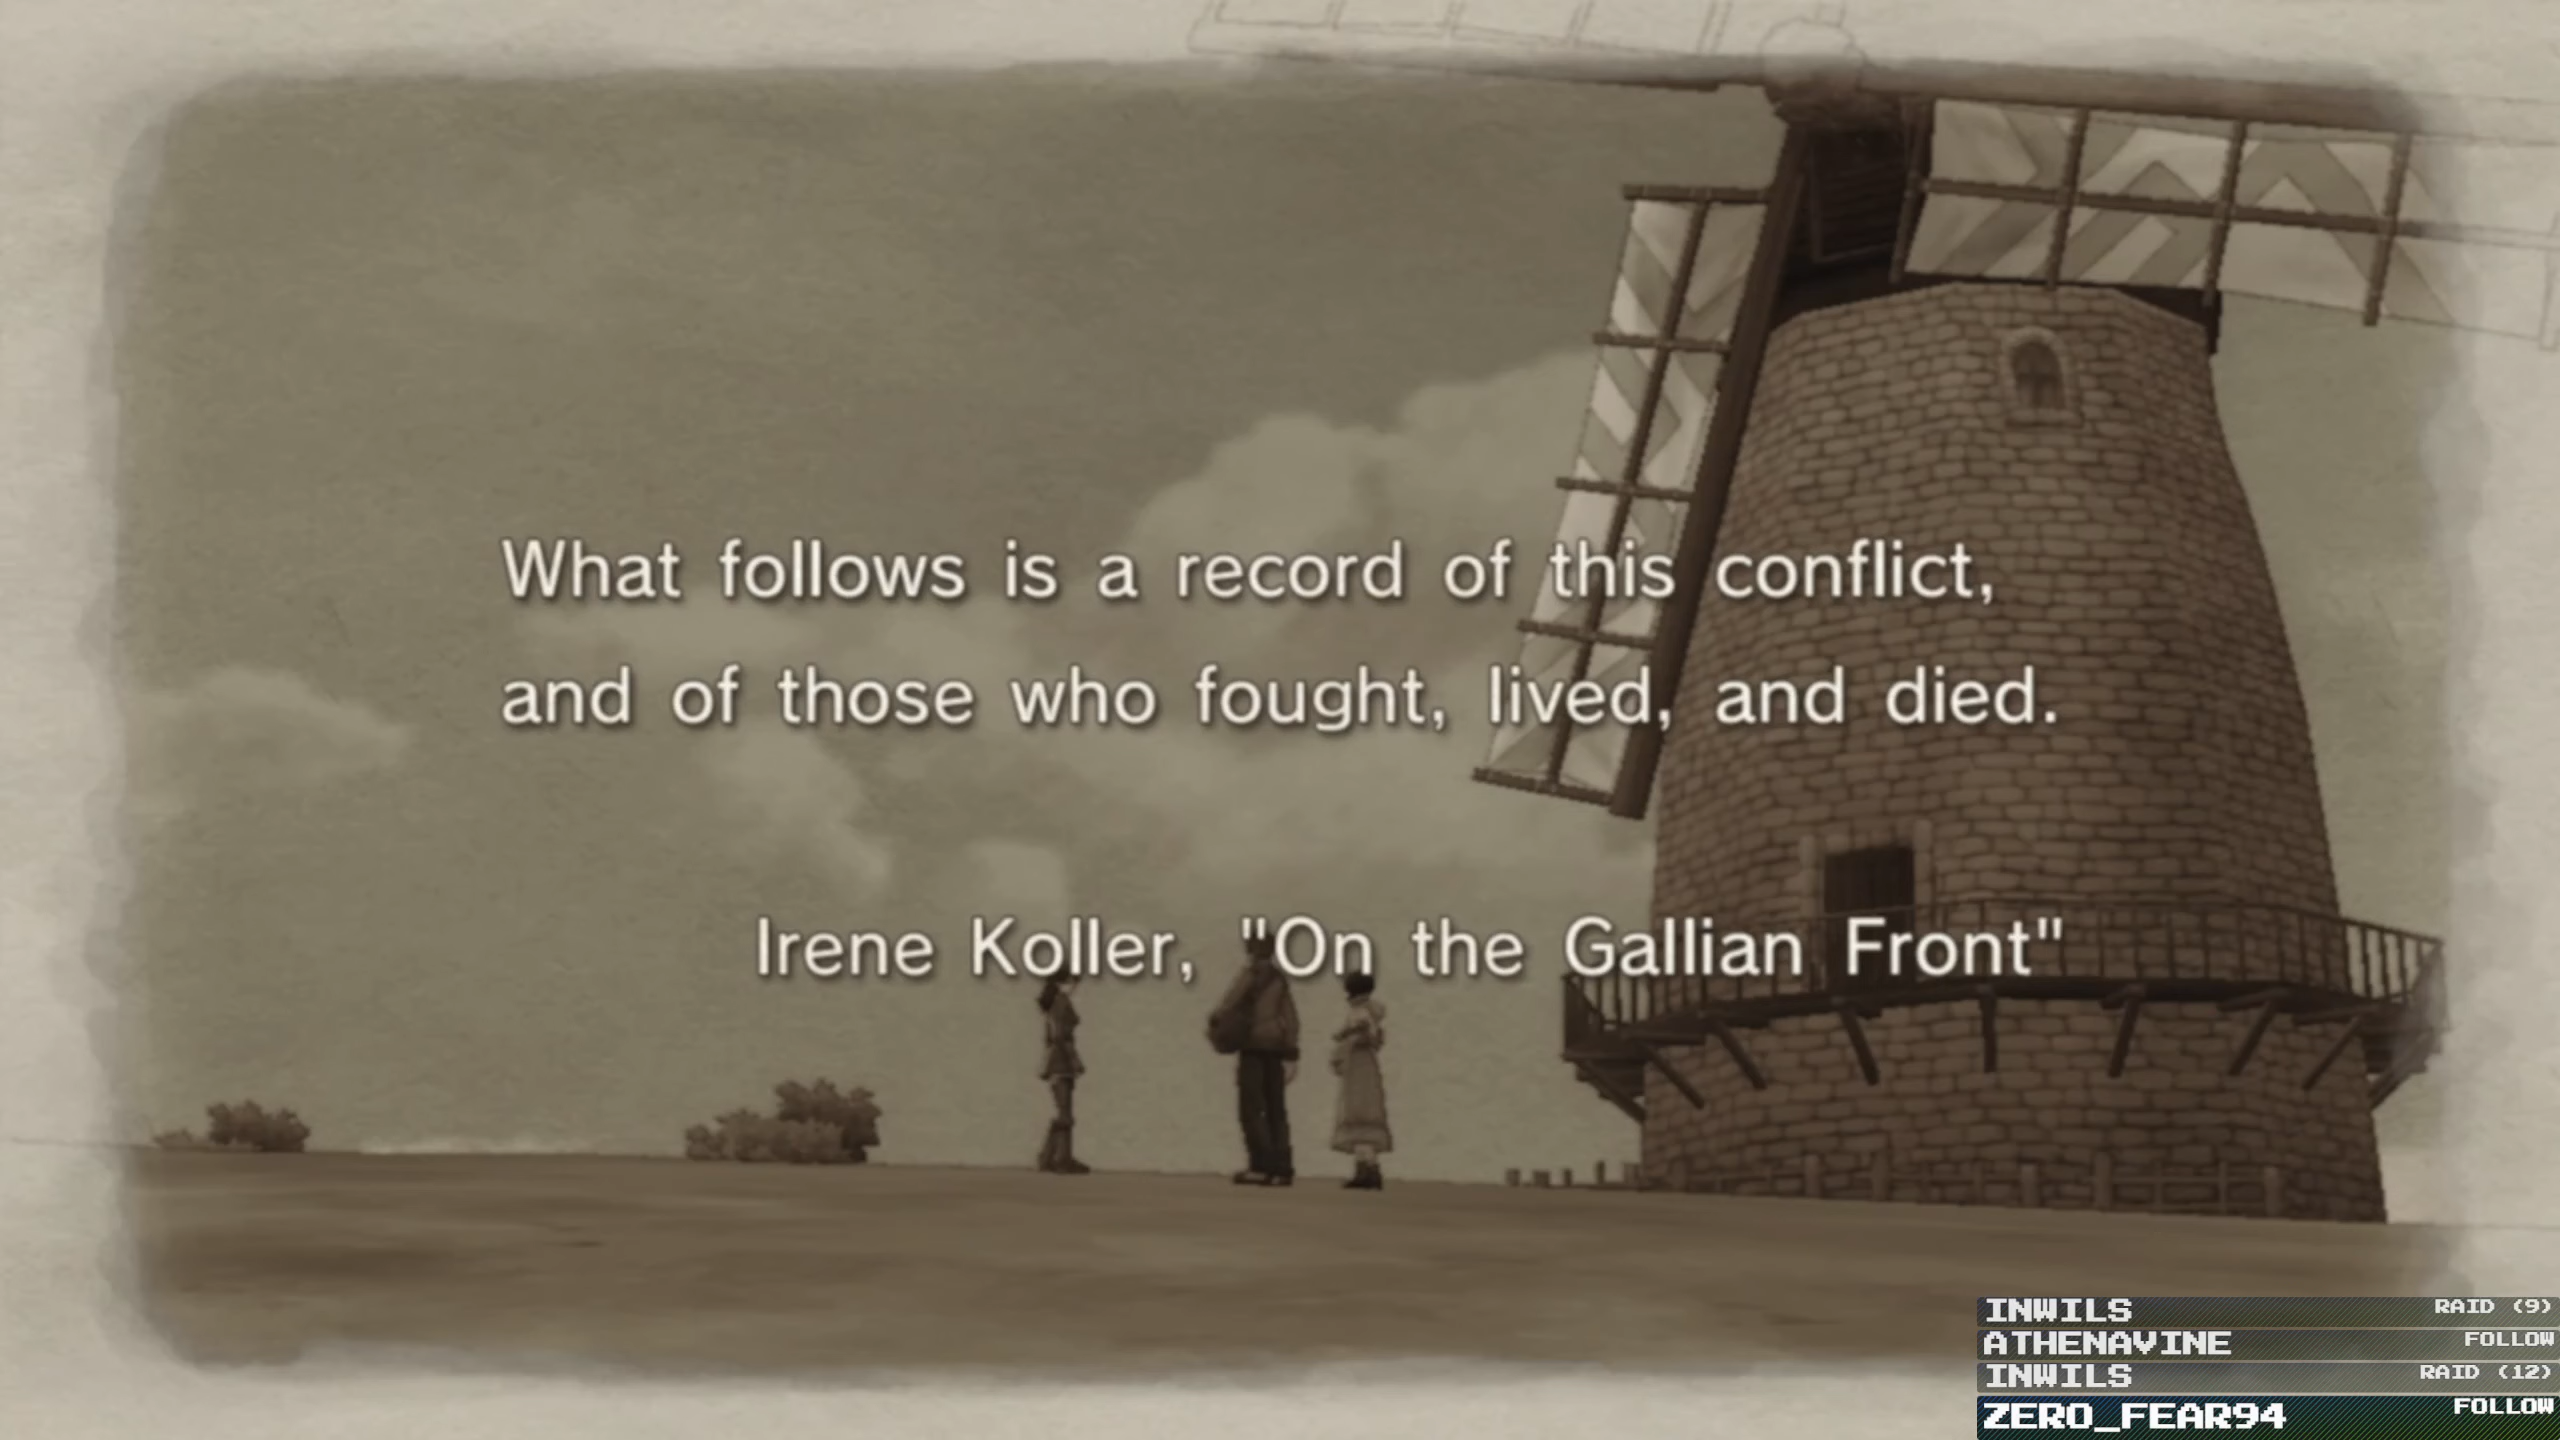 What follows is a record of this conflict,
and of those who fought, lived, and died.
Irene Koller, "On the Gallian Front"
INWILS RAID (9)
ATHENAVINE FOLLOW
INWILS RAID (12)
ZERO_FEAR94 FOLLOW